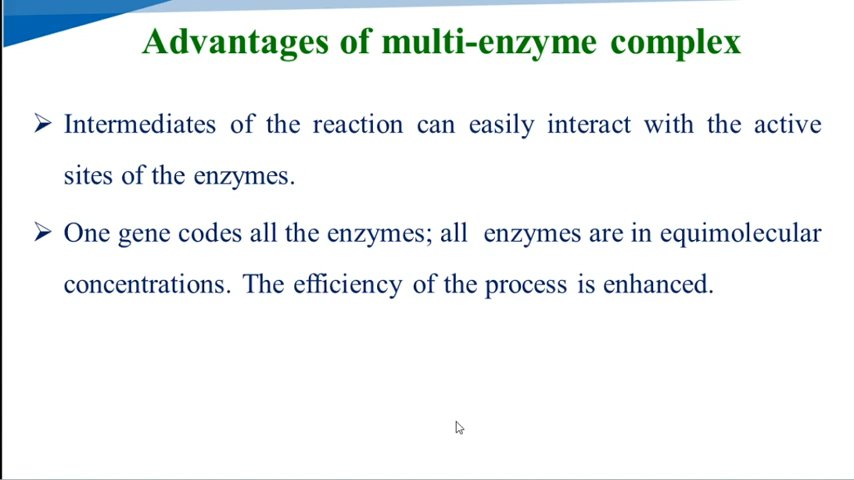 Advantages of multi-enzyme complex
➢ Intermediates of the reaction can easily interact with the active
sites of the enzymes.
➢ One gene codes all the enzymes; all enzymes are in equimolecular
concentrations. The efficiency of the process is enhanced.